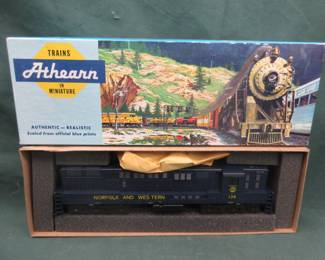 TRAINS
Athearn
IN
MINIATURE
AUTHENTIC — REALISTIC
Scaled from official blue prints
NORFOLK AND WESTERN